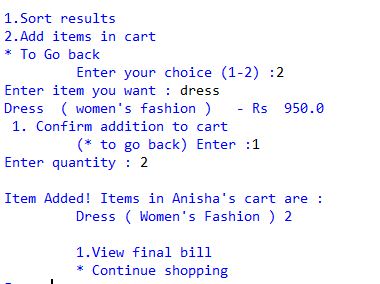 1.Sort results
2.Add items in cart
* To Go back
Enter your choice (1-2) :2
Enter item you want : dress
Dress ( women's fashion ) - Rs 950.0
1. Confirm addition to cart
(* to go back) Enter :1
Enter quantity : 2
Item Added! Items in Anisha's cart are :
Dress ( Women's Fashion ) 2
1.View final bill
* Continue shopping